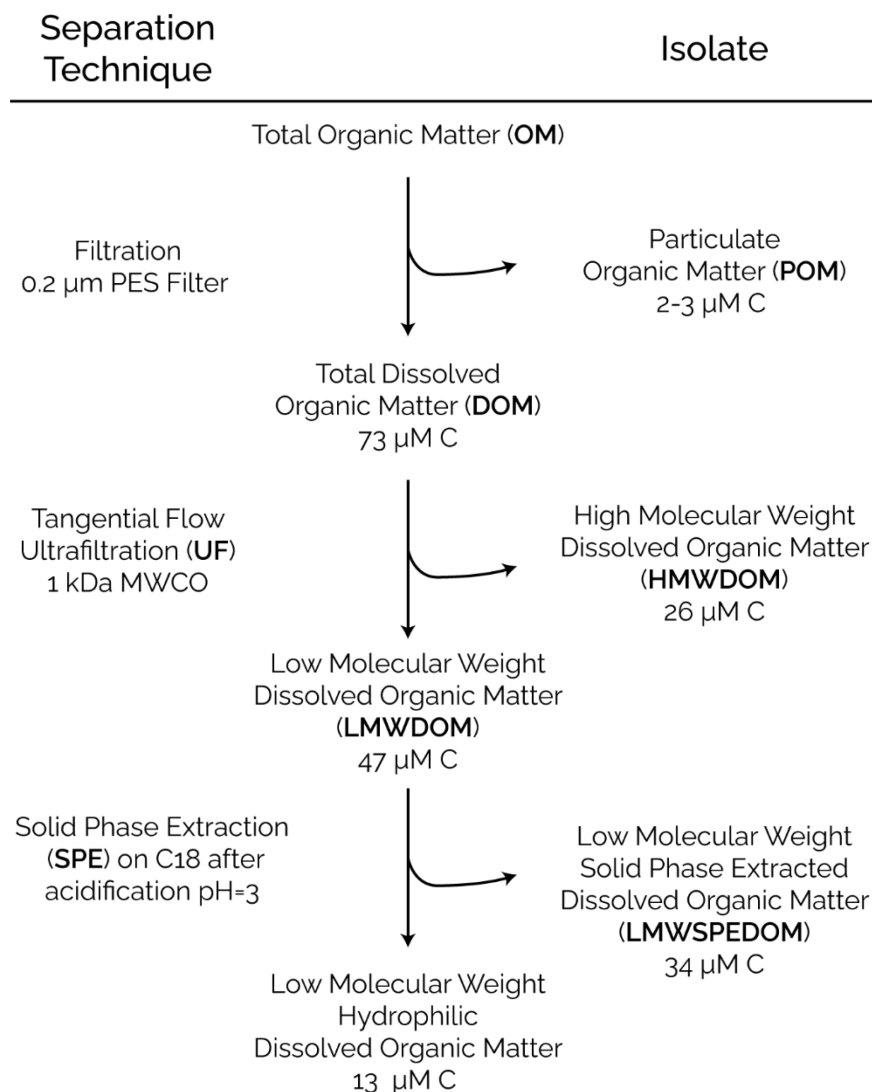 Separation
Technique
Isolate
Total Organic Matter (OM)
Filtration
0.2 µm PES Filter
Particulate
Organic Matter (POM)
2-3 µM C
Total Dissolved
Organic Matter (DOM)
73 µM C
Tangential Flow
Ultrafiltration (UF)
1 kDa MWCO
High Molecular Weight
Dissolved Organic Matter
(HMWDOM)
26 µM C
Low Molecular Weight
Dissolved Organic Matter
(LMWDOM)
47 µM C
Solid Phase Extraction
(SPE) on C18 after
acidification pH=3
Low Molecular Weight
Solid Phase Extracted
Dissolved Organic Matter
(LMWSPEDOM)
34 µM C
Low Molecular Weight
Hydrophilic
Dissolved Organic Matter
13 µM C